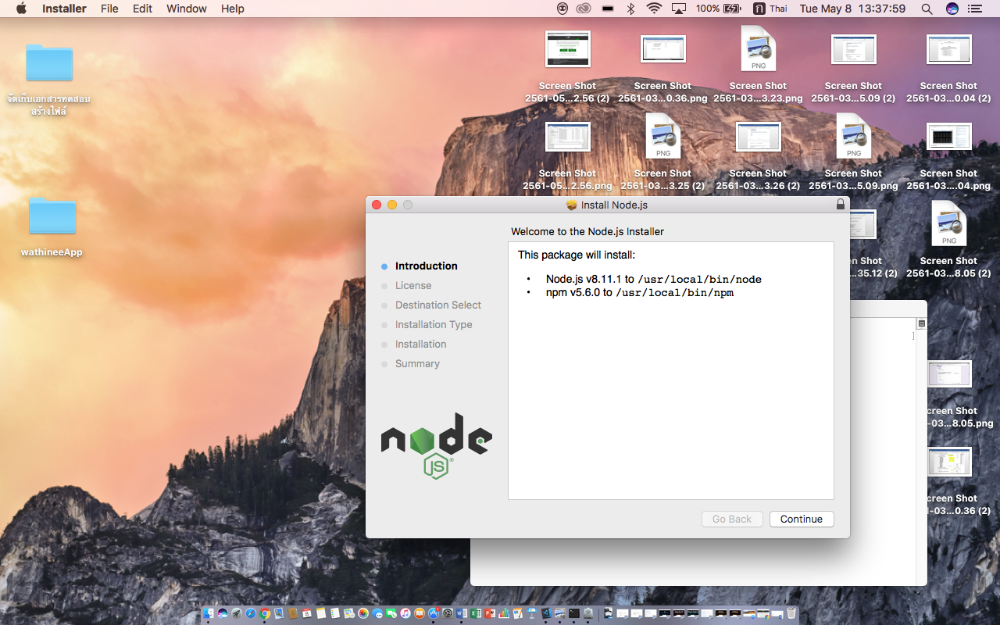 Installer File Edit Window Help 100% ก Thai Tue May 8 13:37:59
จัดเก็บเอกสารทดสอบ
สร้างไฟล์
wathineeApp
PNG
Screen Shot Screen Shot Screen Shot Screen Shot Screen Shot
2561-05...2.56 (2) 2561-03...0.36.png 2561-03...3.23.png 2561-03...5.09 (2) 2561-03...0.04 (2)
PNG PNG
Screen Shot Screen Shot Screen Shot Screen Shot Screen Shot
2561-05...2.56.png 2561-03...3.25 (2) 2561-03...3.26 (2) 2561-03...5.09.png 2561-03....04.png
PNG
Shot Screen Shot
35.12 (2) 2561-03...8.05 (2)
creen Shot
-03...8.05.png
creen Shot
-03...0.36 (2)
Install Node.js
Welcome to the Node.js Installer
Introduction
License
Destination Select
Installation Type
Installation
Summary
This package will install:
• Node.js v8.11.1 to /usr/local/bin/node
• npm v5.6.0 to /usr/local/bin/npm
node
JS
Go Back Continue